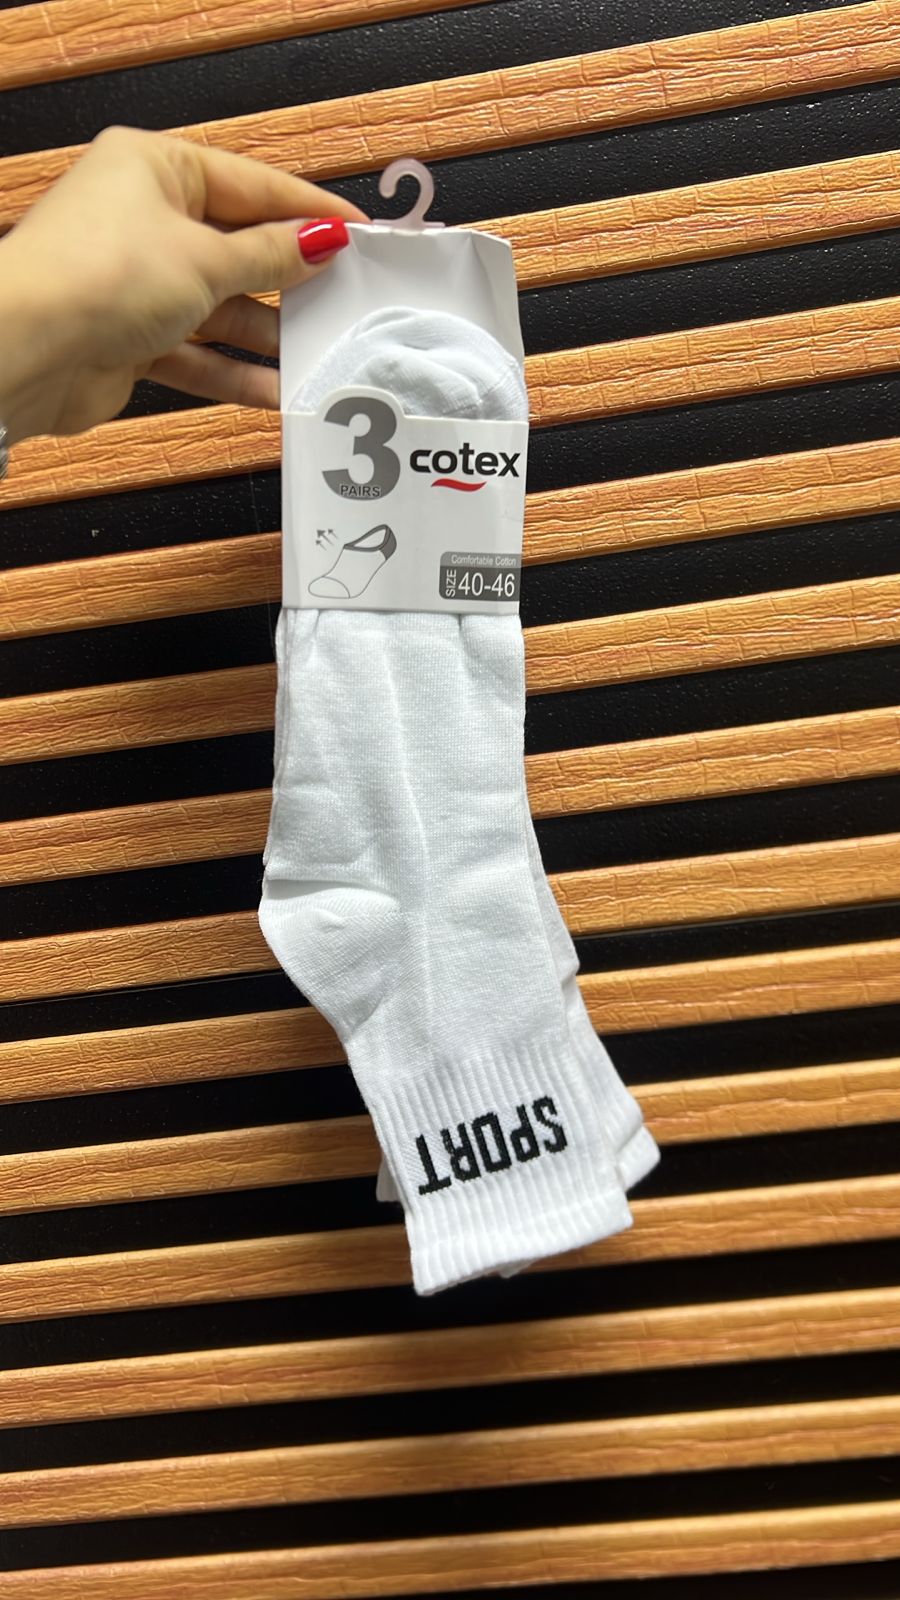 3
PAIRS
cotex
Comfortable Cotton
SIZE 40-46
SPORT